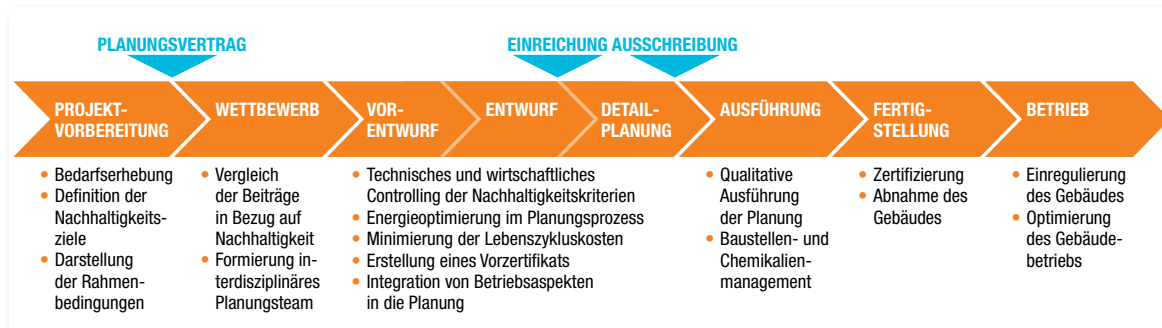 PLANUNGSVERTRAG
EINREICHUNG AUSSCHREIBUNG
PROJEKT-
VORBEREITUNG
WETTBEWERB
VOR-
ENTWURF
ENTWURF
DETAIL-
PLANUNG
AUSFÜHRUNG
FERTIG-
STELLUNG
BETRIEB
• Bedarfserhebung
• Definition der
Nachhaltigkeits-
ziele
• Darstellung
der Rahmen-
bedingungen
• Vergleich
der Beiträge
in Bezug auf
Nachhaltigkeit
• Formierung in-
terdisziplinäres
Planungsteam
• Technisches und wirtschaftliches
Controlling der Nachhaltigkeitskriterien
• Energieoptimierung im Planungsprozess
• Minimierung der Lebenszykluskosten
• Erstellung eines Vorzertifikats
• Integration von Betriebsaspekten
in die Planung
• Qualitative
Ausführung
der Planung
• Baustellen- und
Chemikalien-
management
• Zertifizierung
• Abnahme des
Gebäudes
• Einregulierung
des Gebäudes
• Optimierung
des Gebäude-
betriebs